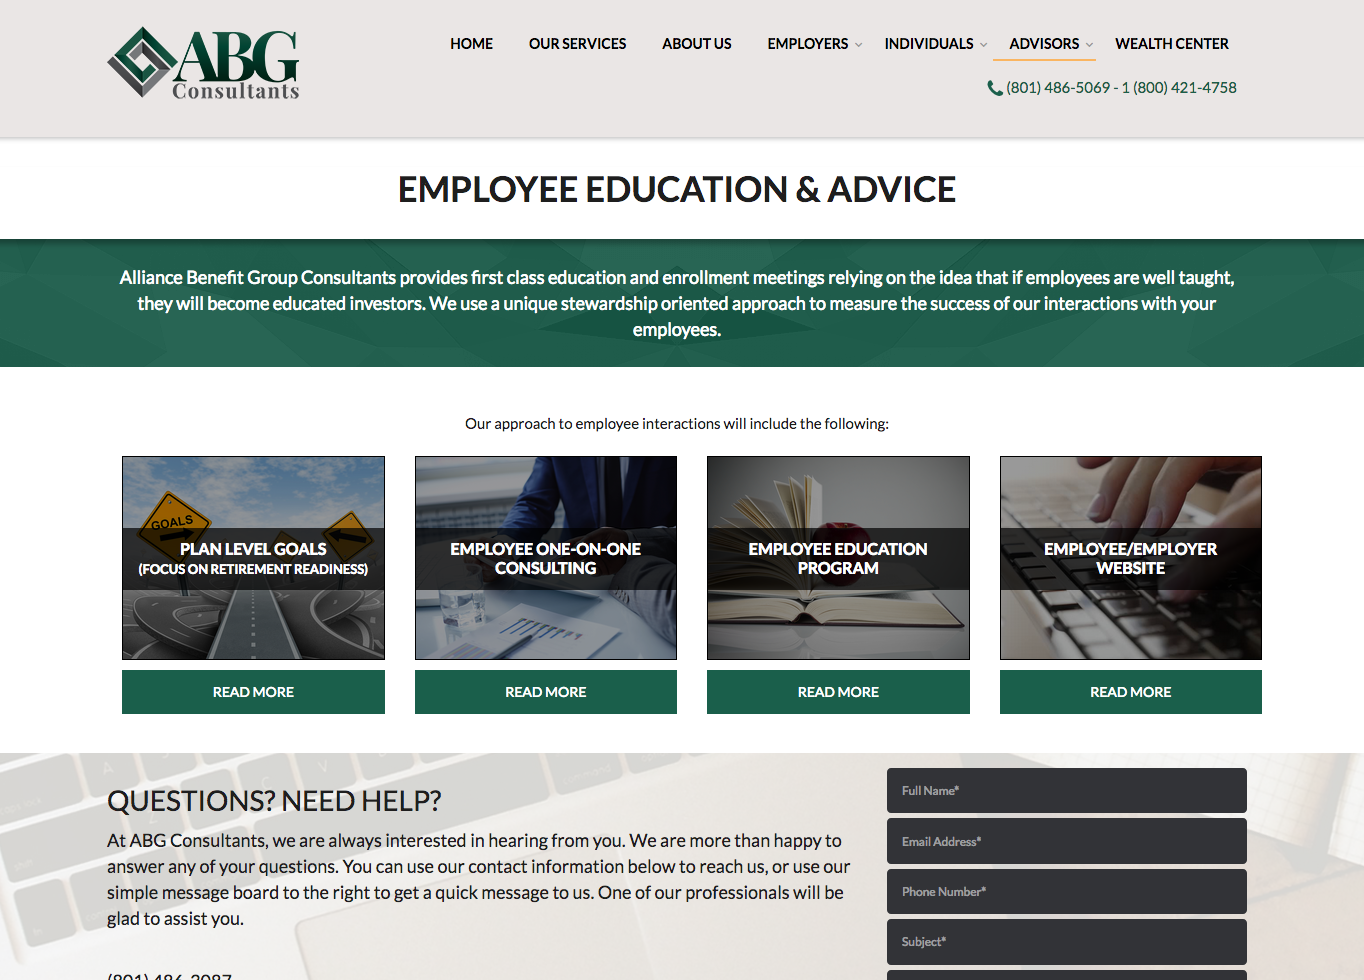 ABG
Consultants
HOME
OUR SERVICES
ABOUT US
EMPLOYERS
INDIVIDUALS
ADVISORS
WEALTH CENTER
(801) 486-5069 - 1 (800) 421-4758
EMPLOYEE EDUCATION & ADVICE
Alliance Benefit Group Consultants provides first class education and enrollment meetings relying on the idea that if employees are well taught,
they will become educated investors. We use a unique stewardship oriented approach to measure the success of our interactions with your
employees.
Our approach to employee interactions will include the following:
GOALS
PLAN LEVEL GOALS
(FOCUS ON RETIREMENT READINESS)
READ MORE
EMPLOYEE ONE-ON-ONE
CONSULTING
READ MORE
EMPLOYEE EDUCATION
PROGRAM
READ MORE
EMPLOYEE/EMPLOYER
WEBSITE
READ MORE
QUESTIONS? NEED HELP?
At ABG Consultants, we are always interested in hearing from you. We are more than happy to
answer any of your questions. You can use our contact information below to reach us, or use our
simple message board to the right to get a quick message to us. One of our professionals will be
glad to assist you.
Full Name*
Email Address*
Phone Number*
Subject*